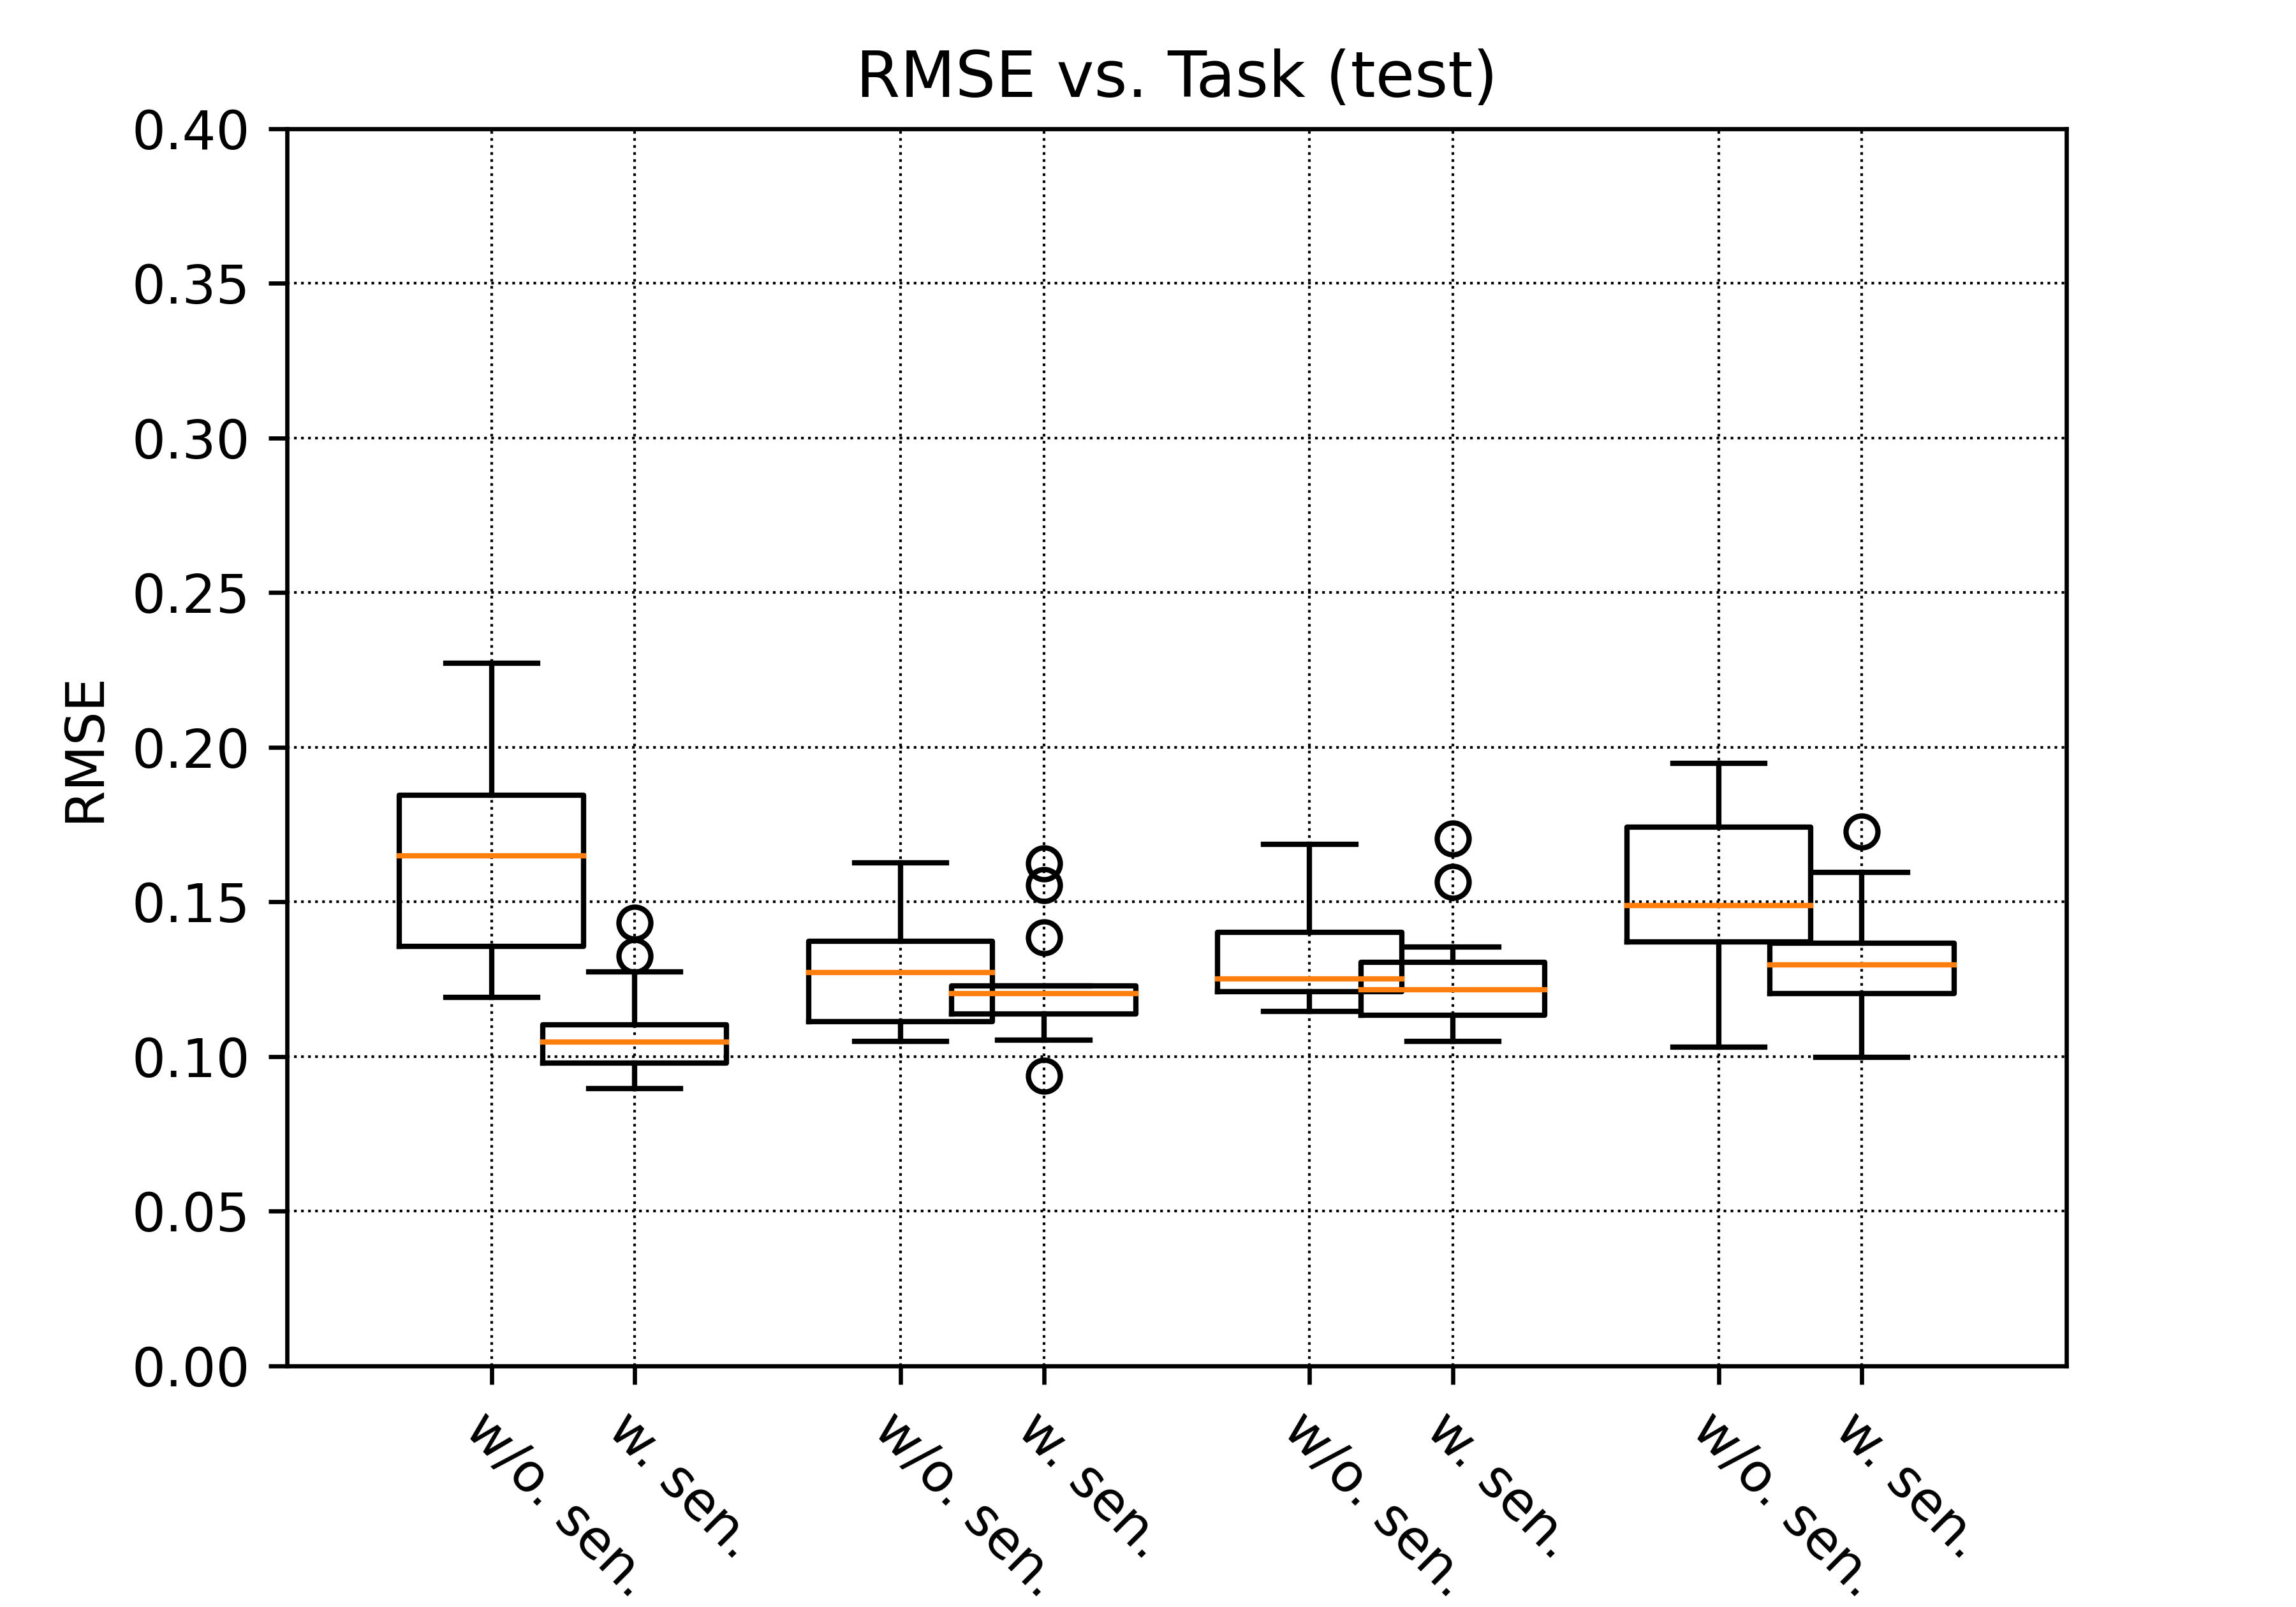 RMSE vs. Task (test)
RMSE
0.40
0.35
0.30
0.25
0.20
0.15
0.10
0.05
0.00
w/o. sen.
w. sen.
w/o. sen.
w. sen.
w/o. sen.
w. sen.
w/o. sen.
w. sen.